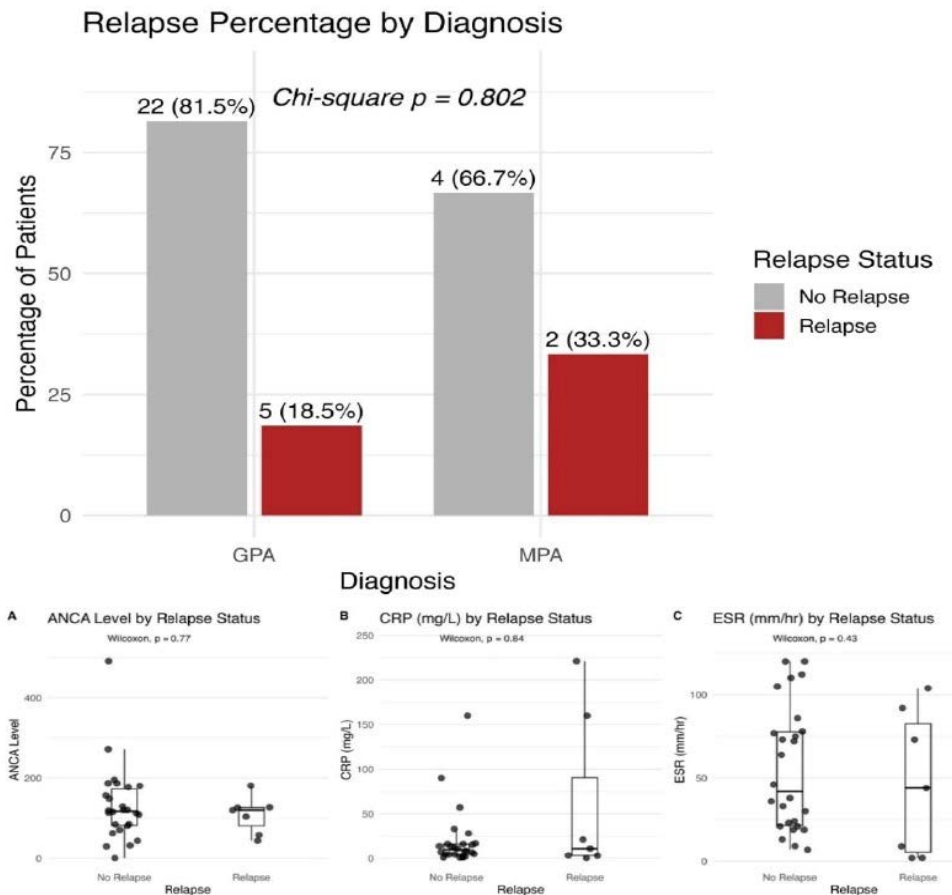 Relapse Percentage by Diagnosis
22 (81.5%)
Chi-square p = 0.802
4 (66.7%)
2 (33.3%)
5 (18.5%)
Percentage of Patients
75
50
25
0
GPA
MPA
Diagnosis
Relapse Status
No Relapse
Relapse
A
ANCA Level by Relapse Status
Wilcoxon, p = 0.77
ANCA Level
400
200
0
No Relapse
Relapse
Relapse
B
CRP (mg/L) by Relapse Status
Wilcoxon, p = 0.84
CRP (mg/L)
250
200
150
100
50
0
No Relapse
Relapse
Relapse
C
ESR (mm/hr) by Relapse Status
Wilcoxon, p = 0.43
ESR (mm/hr)
100
50
0
No Relapse
Relapse
Relapse